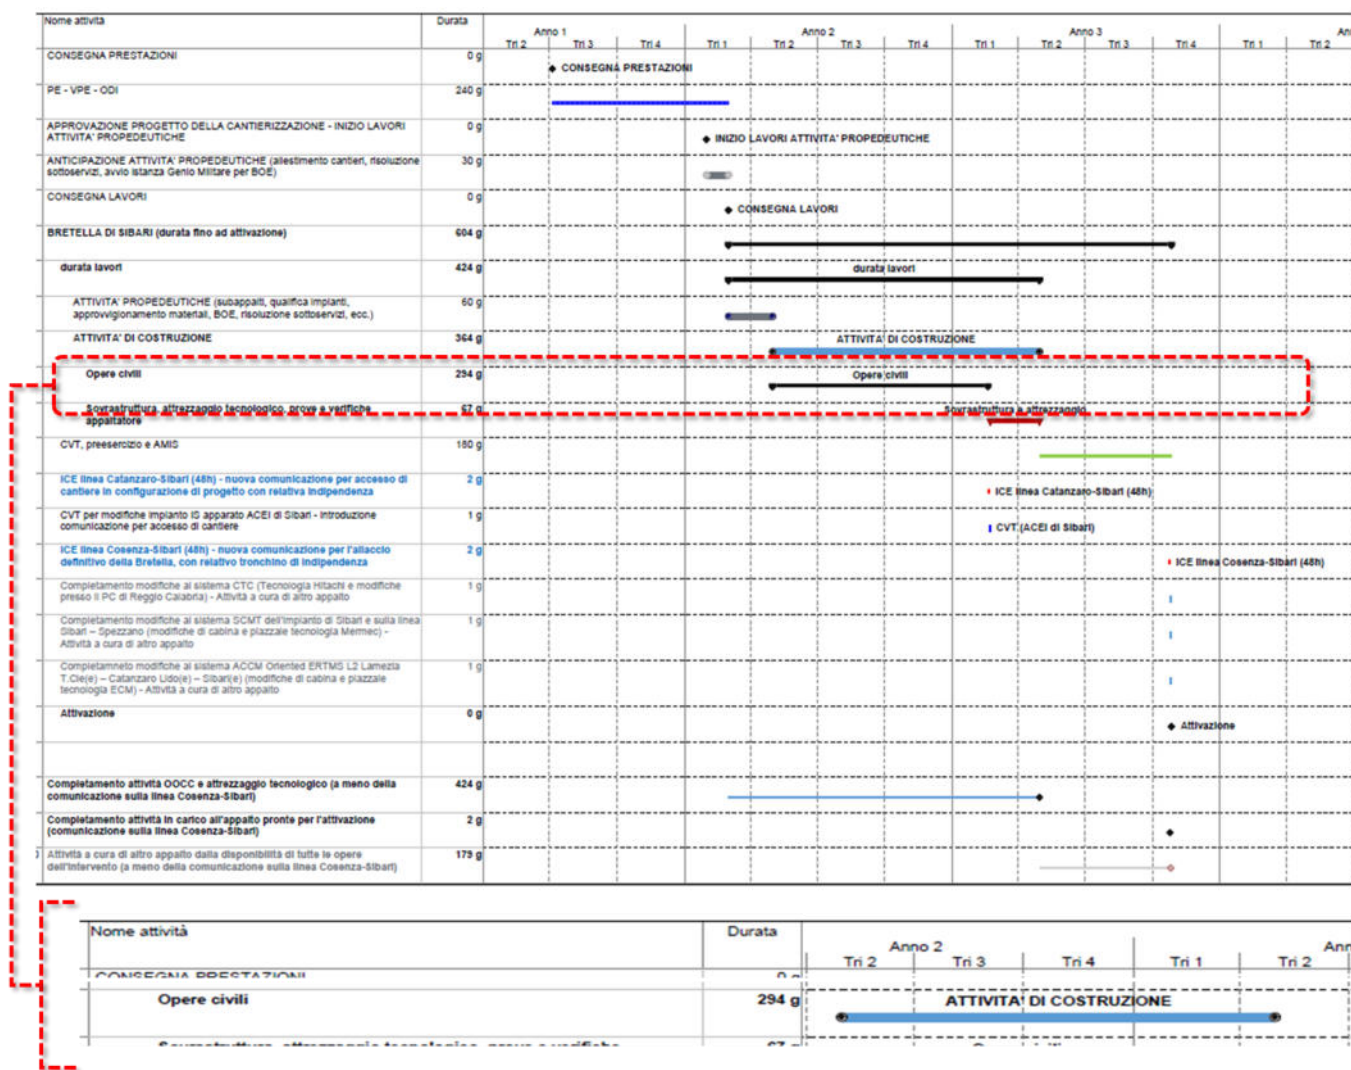 Nome attività Durata
Anno 1 Anno 2 Anno 3
Tri 2 Tri 3 Tri 4 Tri 1 Tri 2 Tri 3 Tri 4 Tri 1 Tri 2 Tri 3 Tri 4 Tri 1 Tri 2
CONSEGNA PRESTAZIONI 0 g
CONSEGNA PRESTAZIONI
PE - VPE - ODI 240 g
APPROVAZIONE PROGETTO DELLA CANTIERIZZAZIONE - INIZIO LAVORI 0 g
ATTIVITA' PROPEDEUTICHE
INIZIO LAVORI ATTIVITA' PROPEDEUTICHE
ANTICIPAZIONE ATTIVITA' PROPEDEUTICHE (allestimento cantieri, risoluzione 30 g
sottoservizi, avvio istanza Genio Militare per BOE)
CONSEGNA LAVORI 0 g
CONSEGNA LAVORI
BRETELLA DI SIBARI (durata fino ad attivazione) 604 g
durata lavori 424 g
durata lavori
ATTIVITA' PROPEDEUTICHE (subappalti, qualifica impianti, 60 g
approvvigionamento materiali, BOE, risoluzione sottoservizi, ecc.)
ATTIVITA' DI COSTRUZIONE 364 g
ATTIVITA' DI COSTRUZIONE
Opere civili 294 g
Opere civili
Sovrastruttura, attrezzaggio tecnologico, prove e verifiche 67 g
appaltatore
Sovrastruttura e attrezzaggio
CVT, preesercizio e AMIS 180 g
ICE linea Catanzaro-Sibari (48h) - nuova comunicazione per accesso di 2 g
cantiere in configurazione di progetto con relativa indipendenza
ICE linea Catanzaro-Sibari (48h)
CVT per modifiche impianto IS apparato ACEI di Sibari - introduzione 1 g
comunicazione per accesso di cantiere
CVT (ACEI di Sibari)
ICE linea Cosenza-Sibari (48h) - nuova comunicazione per l'allaccio 2 g
definitivo della Bretella, con relativo tronchino di indipendenza
ICE linea Cosenza-Sibari (48h)
Completamento modifiche al sistema CTC (Tecnologia Hitachi e modifiche 1 g
presso il PC di Reggio Calabria) - Attività a cura di altro appalto
Completamento modifiche al sistema SCMT dell'impianto di Sibari e sulla linea 1 g
Sibari – Spezzano (modifiche di cabina e piazzale tecnologia Mermec) -
Attività a cura di altro appalto
Completamneto modifiche al sistema ACCM Oriented ERTMS L2 Lamezia 1 g
T.Cle(e) – Catanzaro Lido(e) – Sibari(e) (modifiche di cabina e piazzale
tecnologia ECM) - Attività a cura di altro appalto
Attivazione 0 g
Attivazione
Completamento attività OOCC e attrezzaggio tecnologico (a meno della 424 g
comunicazione sulla linea Cosenza-Sibari)
Completamento attività in carico all'appalto pronte per l'attivazione 2 g
(comunicazione sulla linea Cosenza-Sibari)
Attività a cura di altro appalto dalla disponibilità di tutte le opere 175 g
dell'intervento (a meno della comunicazione sulla linea Cosenza-Sibari)
Nome attività Durata
Anno 2
Tri 2 Tri 3 Tri 4 Tri 1 Tri 2
CONSEGNA PRESTAZIONI 0 g
Opere civili 294 g
ATTIVITA' DI COSTRUZIONE